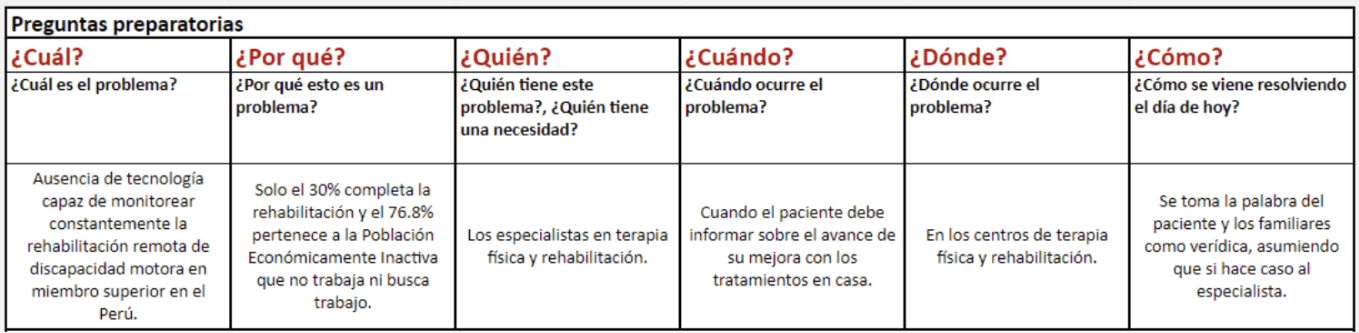 Preguntas preparatorias
¿Cuál?
¿Por qué?
¿Quién?
¿Cuándo?
¿Dónde?
¿Cómo?
¿Cuál es el problema?
¿Por qué esto es un
problema?
¿Quién tiene este
problema?, ¿Quién tiene
una necesidad?
¿Cuándo ocurre el
problema?
¿Dónde ocurre el
problema?
¿Cómo se viene resolviendo
el día de hoy?
Ausencia de tecnología
capaz de monitorear
constantemente la
rehabilitación remota de
discapacidad motora en
miembro superior en el
Perú.
Solo el 30% completa la
rehabilitación y el 76.8%
pertenece a la Población
Económicamente Inactiva
que no trabaja ni busca
trabajo.
Los especialistas en terapia
física y rehabilitación.
Cuando el paciente debe
informar sobre el avance de
su mejora con los
tratamientos en casa.
En los centros de terapia
física y rehabilitación.
Se toma la palabra del
paciente y los familiares
como verídica, asumiendo
que si hace caso al
especialista.